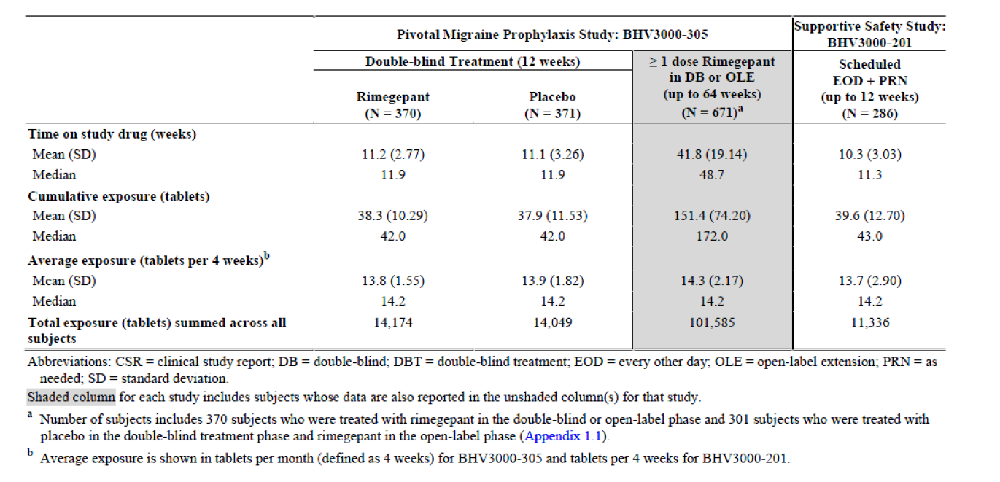 Pivotal Migraine Prophylaxis Study: BHV3000-305
Supportive Safety Study:
BHV3000-201
Double-blind Treatment (12 weeks)
≥ 1 dose Rimegepant
in DB or OLE
(up to 64 weeks)
(N = 671)a
Scheduled
EOD + PRN
(up to 12 weeks)
(N = 286)
Rimegepant
(N = 370)
Placebo
(N = 371)
Time on study drug (weeks)
Mean (SD) 11.2 (2.77) 11.1 (3.26) 41.8 (19.14) 10.3 (3.03)
Median 11.9 11.9 48.7 11.3
Cumulative exposure (tablets)
Mean (SD) 38.3 (10.29) 37.9 (11.53) 151.4 (74.20) 39.6 (12.70)
Median 42.0 42.0 172.0 43.0
Average exposure (tablets per 4 weeks)b
Mean (SD) 13.8 (1.55) 13.9 (1.82) 14.3 (2.17) 13.7 (2.90)
Median 14.2 14.2 14.2 14.2
Total exposure (tablets) summed across all 14,174 14,049 101,585 11,336
subjects
Abbreviations: CSR = clinical study report; DB = double-blind; DBT = double-blind treatment; EOD = every other day; OLE = open-label extension; PRN = as
needed; SD = standard deviation.
Shaded column for each study includes subjects whose data are also reported in the unshaded column(s) for that study.
a Number of subjects includes 370 subjects who were treated with rimegepant in the double-blind or open-label phase and 301 subjects who were treated with
placebo in the double-blind treatment phase and rimegepant in the open-label phase (Appendix 1.1).
b Average exposure is shown in tablets per month (defined as 4 weeks) for BHV3000-305 and tablets per 4 weeks for BHV3000-201.